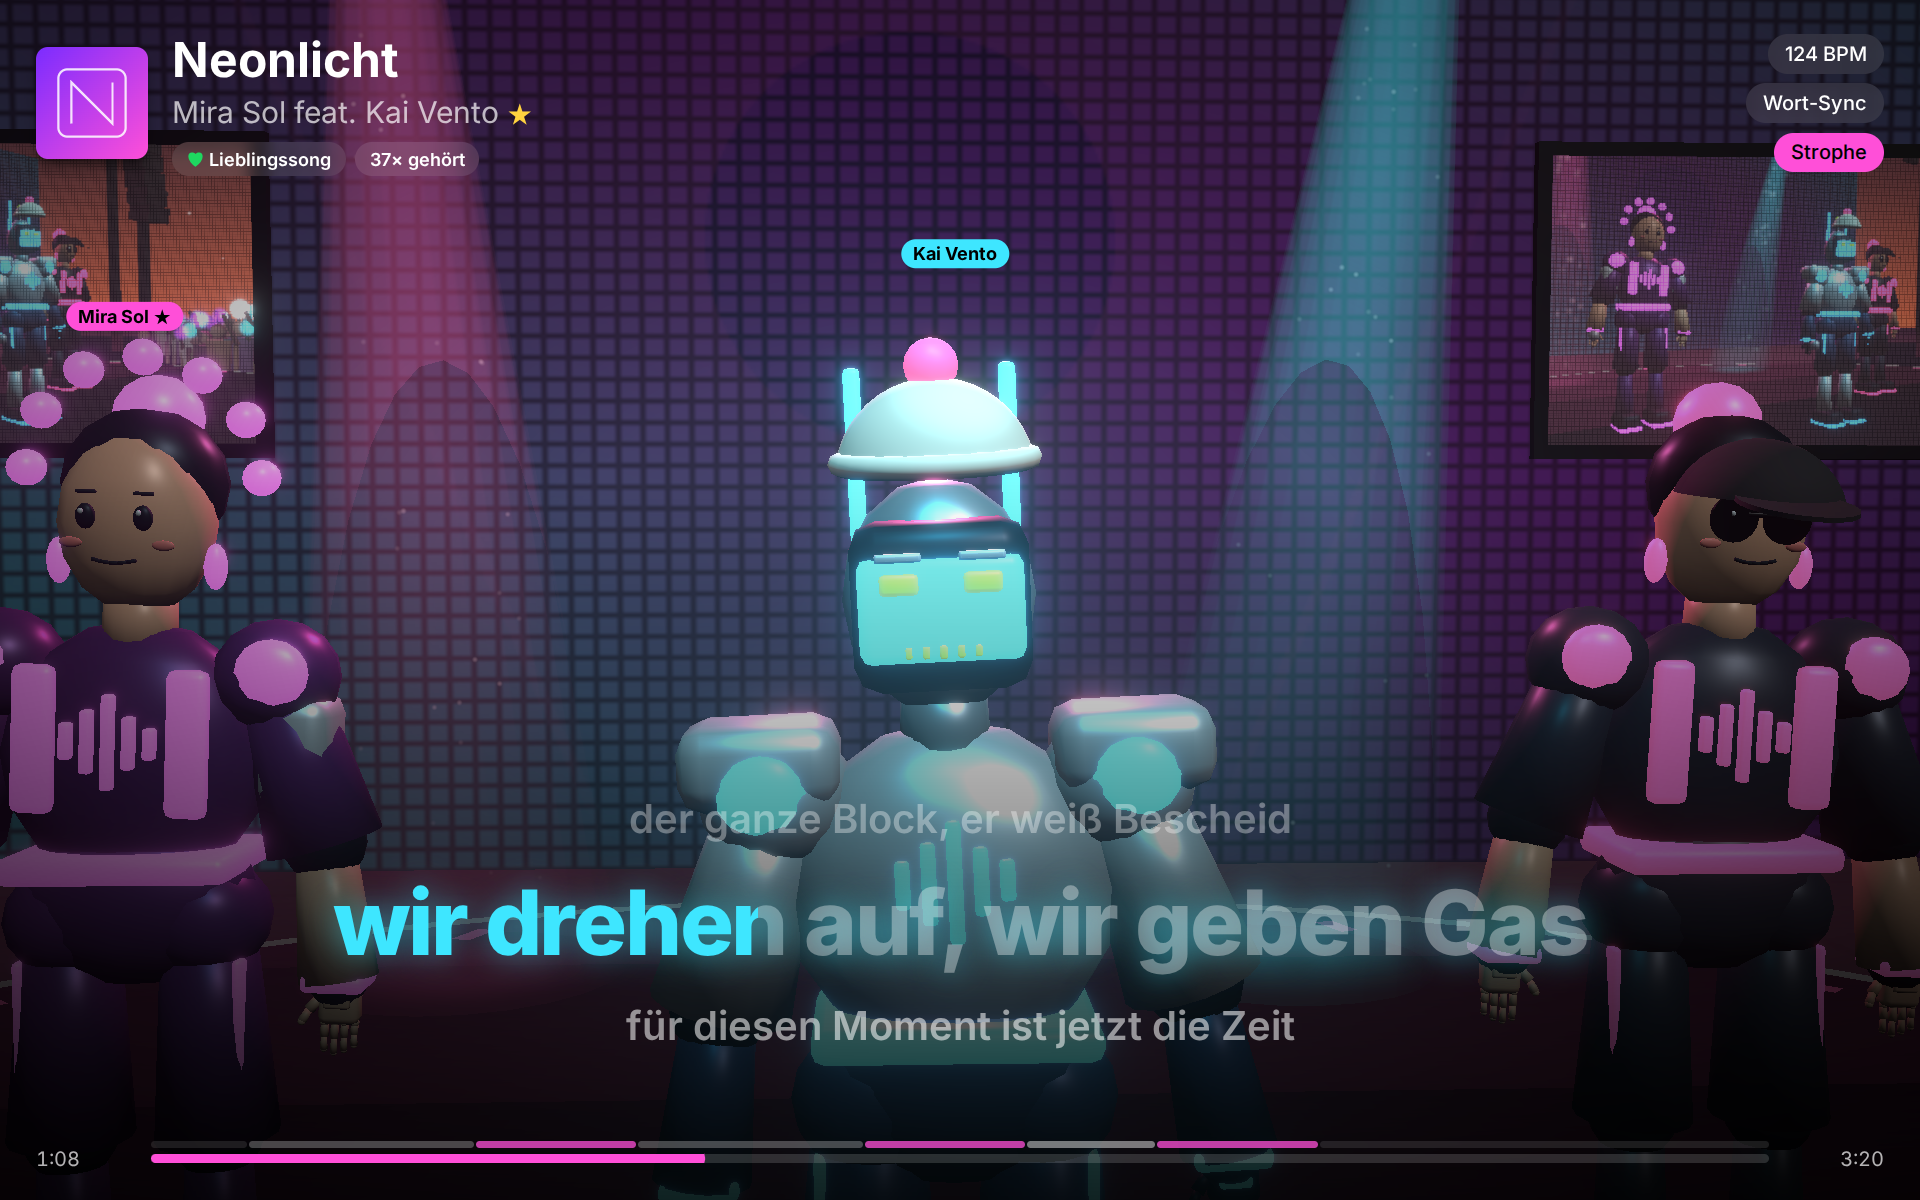 Neonlicht
Mira Sol feat. Kai Vento ★
Lieblingssong
37× gehört
124 BPM
Wort-Sync
Strophe
N
Kai Vento
Mira Sol ★
der ganze Block, er weiß Bescheid
wir drehen auf, wir geben Gas
für diesen Moment ist jetzt die Zeit
1:08
3:20